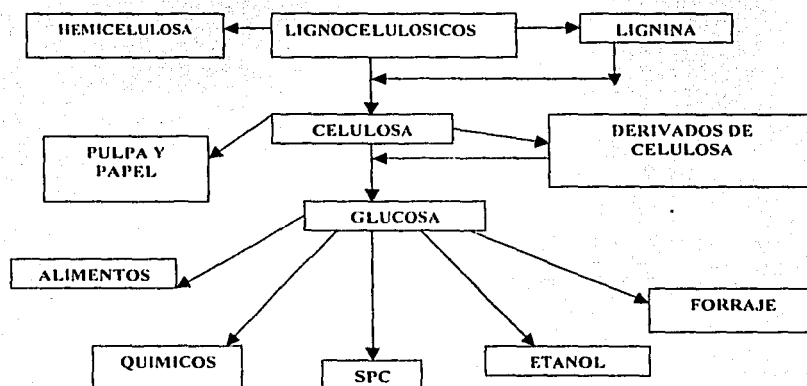 HEMICELULOSA
LIGNOCELULOSICOS
LIGNINA
CELULOSA
PULPA Y
PAPEL
DERIVADOS DE
CELULOSA
GLUCOSA
ALIMENTOS
FORRAJE
QUIMICOS
SPC
ETANOL